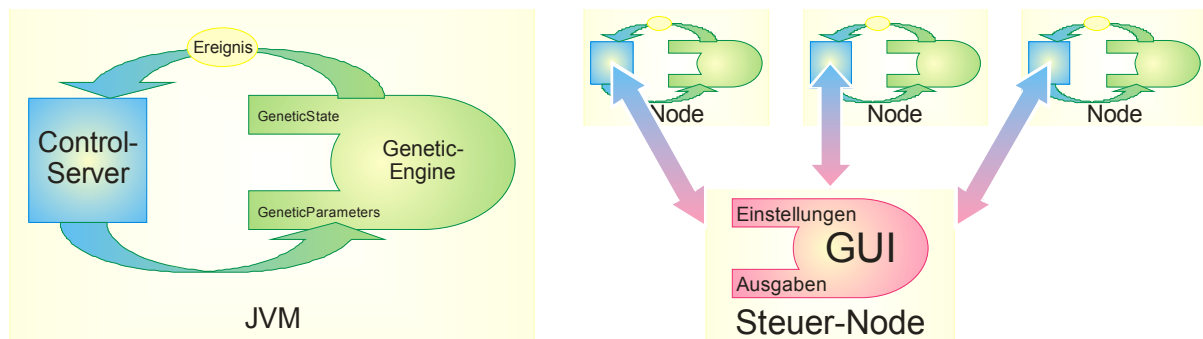 Ereignis
GeneticState
Control-
Server
Genetic-
Engine
GeneticParameters
JVM
Node
Node
Node
Einstellungen
GUI
Ausgaben
Steuer-Node